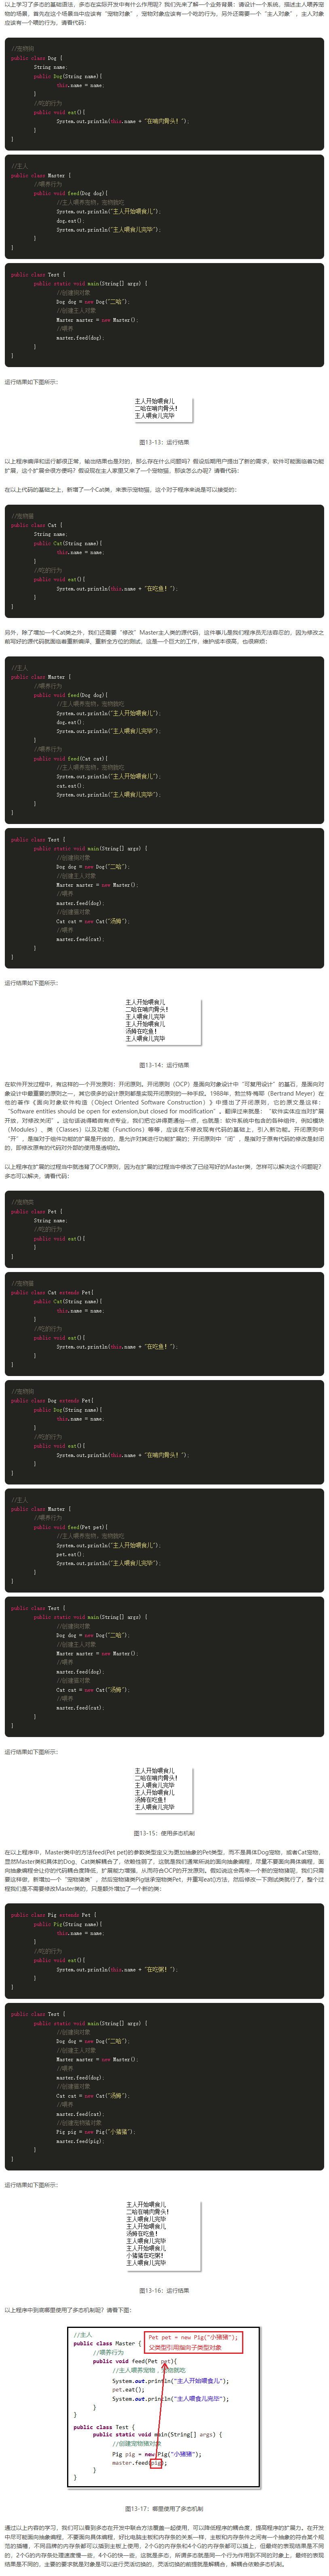 以上学习了多态的基础语法，多态在实际开发中有什么作用呢？我们先来了解一个业务背景：请设计一个系统，描述主人喂养宠
物的场景，首先在这个场景当中应该有“宠物对象”，宠物对象应该有一个吃的行为，另外还需要一个“主人对象”，主人对象
应该有一个喂的行为，请看代码：
//宠物狗
public class Dog {
String name;
public Dog(String name){
this.name = name;
}
//吃的行为
public void eat(){
System.out.println(this.name + "在啃肉骨头！");
}
}
//主人
public class Master {
//喂养行为
public void feed(Dog dog){
//主人喂养宠物，宠物就吃
System.out.println("主人开始喂食儿");
dog.eat();
System.out.println("主人喂食儿完毕");
}
}
public class Test {
public static void main(String[] args) {
//创建狗对象
Dog dog = new Dog("二哈");
//创建主人对象
Master master = new Master();
//喂养
master.feed(dog);
}
}
运行结果如下图所示：
主人开始喂食儿
二哈在啃肉骨头！
主人喂食儿完毕
图13-13：运行结果
以上程序编译和运行都很正常，输出结果也是对的，那么存在什么问题吗？假设后期用户提出了新的需求，软件可能面临着功能
扩展，这个扩展会很方便吗？假设现在主人家里又来了一个宠物猫，那该怎么办呢？请看代码：
在以上代码的基础之上，新增了一个Cat类，来表示宠物猫，这个对于程序来说是可以接受的：
//宠物猫
public class Cat {
String name;
public Cat(String name){
this.name = name;
}
//吃的行为
public void eat(){
System.out.println(this.name + "在吃鱼！");
}
}
另外，除了增加一个Cat类之外，我们还需要“修改”Master主人类的源代码，这件事儿是我们程序员无法容忍的，因为修改之
前写好的源代码就面临着重新编译、重新全方位的测试，这是一个巨大的工作，维护成本很高，也很麻烦：
//主人
public class Master {
//喂养行为
public void feed(Dog dog){
//主人喂养宠物，宠物就吃
System.out.println("主人开始喂食儿");
dog.eat();
System.out.println("主人喂食儿完毕");
}
//喂养行为
public void feed(Cat cat){
//主人喂养宠物，宠物就吃
System.out.println("主人开始喂食儿");
cat.eat();
System.out.println("主人喂食儿完毕");
}
}
public class Test {
public static void main(String[] args) {
//创建狗对象
Dog dog = new Dog("二哈");
//创建主人对象
Master master = new Master();
//喂养
master.feed(dog);
//创建猫对象
Cat cat = new Cat("汤姆");
//喂养
master.feed(cat);
}
}
运行结果如下图所示：
主人开始喂食儿
二哈在啃肉骨头！
主人喂食儿完毕
主人开始喂食儿
汤姆在吃鱼！
主人喂食儿完毕
图13-14：运行结果
在软件开发过程中，有这样的一个开发原则：开闭原则。开闭原则（OCP）是面向对象设计中“可复用设计”的基石，是面向对
象设计中最重要的原则之一，其它很多的设计原则都是实现开闭原则的一种手段。1988年，勃兰特·梅耶（Bertrand Meyer）在
他的著作《面向对象软件构造（Object Oriented Software Construction）》中提出了开闭原则，它的原文是这样：
“Software entities should be open for extension,but closed for modification”。翻译过来就是：“软件实体应当对扩展
开放，对修改关闭”。这句话说得略微有点专业，我们把它讲得更通俗一点，也就是：软件系统中包含的各种组件，例如模块
（Modules）、类（Classes）以及功能（Functions）等等，应该在不修改现有代码的基础上，引入新功能。开闭原则中
“开”，是指对于组件功能的扩展是开放的，是允许对其进行功能扩展的；开闭原则中“闭”，是指对于原有代码的修改是封闭
的，即修改原有的代码对外部的使用是透明的。
以上程序在扩展的过程当中就违背了OCP原则，因为在扩展的过程当中修改了已经写好的Master类，怎样可以解决这个问题呢？
多态可以解决，请看代码：
//宠物类
public class Pet {
String name;
//吃的行为
public void eat(){
}
}
//宠物猫
public class Cat extends Pet{
public Cat(String name){
this.name = name;
}
//吃的行为
public void eat(){
System.out.println(this.name + "在吃鱼！");
}
}
//宠物狗
public class Dog extends Pet{
public Dog(String name){
this.name = name;
}
//吃的行为
public void eat(){
System.out.println(this.name + "在啃肉骨头！");
}
}
//主人
public class Master {
//喂养行为
public void feed(Pet pet){
//主人喂养宠物，宠物就吃
System.out.println("主人开始喂食儿");
pet.eat();
System.out.println("主人喂食儿完毕");
}
}
public class Test {
public static void main(String[] args) {
//创建狗对象
Dog dog = new Dog("二哈");
//创建主人对象
Master master = new Master();
//喂养
master.feed(dog);
//创建猫对象
Cat cat = new Cat("汤姆");
//喂养
master.feed(cat);
}
}
运行结果如下图所示：
主人开始喂食儿
二哈在啃肉骨头！
主人喂食儿完毕
主人开始喂食儿
汤姆在吃鱼！
主人喂食儿完毕
图13-15：使用多态机制
在以上程序中，Master类中的方法feed(Pet pet)的参数类型定义为更加抽象的Pet类型，而不是具体Dog宠物，或者Cat宠物，
显然Master类和具体的Dog、Cat类解耦合了，依赖性弱了，这就是我们通常所说的面向抽象编程，尽量不要面向具体编程，面
向抽象编程会让你的代码耦合度降低，扩展能力增强，从而符合OCP的开发原则。假如说这会再来一个新的宠物猪呢，我们只需
要这样做，新增加一个“宠物猪类”，然后宠物猪类Pig继承宠物类Pet，并重写eat()方法，然后修改一下测试类就行了，整个过
程我们是不需要修改Master类的，只是额外增加了一个新的类：
public class Pig extends Pet {
public Pig(String name){
this.name = name;
}
//吃的行为
public void eat(){
System.out.println(this.name + "在吃粥！");
}
}
public class Test {
public static void main(String[] args) {
//创建狗对象
Dog dog = new Dog("二哈");
//创建主人对象
Master master = new Master();
//喂养
master.feed(dog);
//创建猫对象
Cat cat = new Cat("汤姆");
//喂养
master.feed(cat);
//创建宠物猪对象
Pig pig = new Pig("小猪猪");
//喂养
master.feed(pig);
}
}
运行结果如下图所示：
主人开始喂食儿
二哈在啃肉骨头！
主人喂食儿完毕
主人开始喂食儿
汤姆在吃鱼！
主人喂食儿完毕
主人开始喂食儿
小猪猪在吃粥！
主人喂食儿完毕
图13-16：运行结果
以上程序中到底哪里使用了多态机制呢？请看下图：
//主人
public class Master {
Pet pet = new Pig("小猪猪");
父类型引用指向子类型对象
//喂养行为
public void feed(Pet pet){
//主人喂养宠物，宠物就吃
System.out.println("主人开始喂食儿");
pet.eat();
System.out.println("主人喂食儿完毕");
}
}
public class Test {
public static void main(String[] args) {
//创建宠物猪对象
Pig pig = new Pig("小猪猪");
master.feed(pig);
}
}
图13-17：哪里使用了多态机制
通过以上内容的学习，我们可以看到多态在开发中联合方法覆盖一起使用，可以降低程序的耦合度，提高程序的扩展力。在开发
中尽可能面向抽象编程，不要面向具体编程，好比电脑主板和内存条的关系一样，主板和内存条件之间有一个抽象的符合某个规
范的插槽，不同品牌的内存条都可以插到主板上使用，2个G的内存条和4个G的内存条都可以插上，但最终的表现结果是不同
的，2个G的内存条处理速度慢一些，4个G的快一些，这就是多态，所谓多态就是同一个行为作用到不同的对象上，最终的表现
结果是不同的，主要的要求就是对象是可以进行灵活切换的，灵活切换的前提就是解耦合，解耦合依赖多态机制。